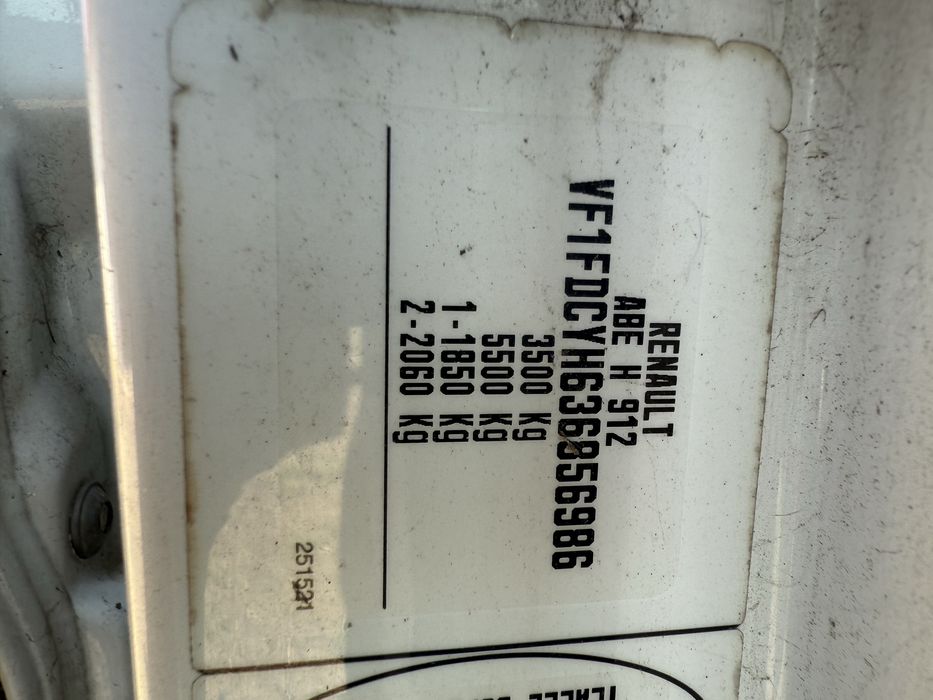 RENAULT
ABE H 912
VF1FDCYH636856986
3500 Kg
5500 Kg
1-1850 Kg
2-2060 Kg
251521